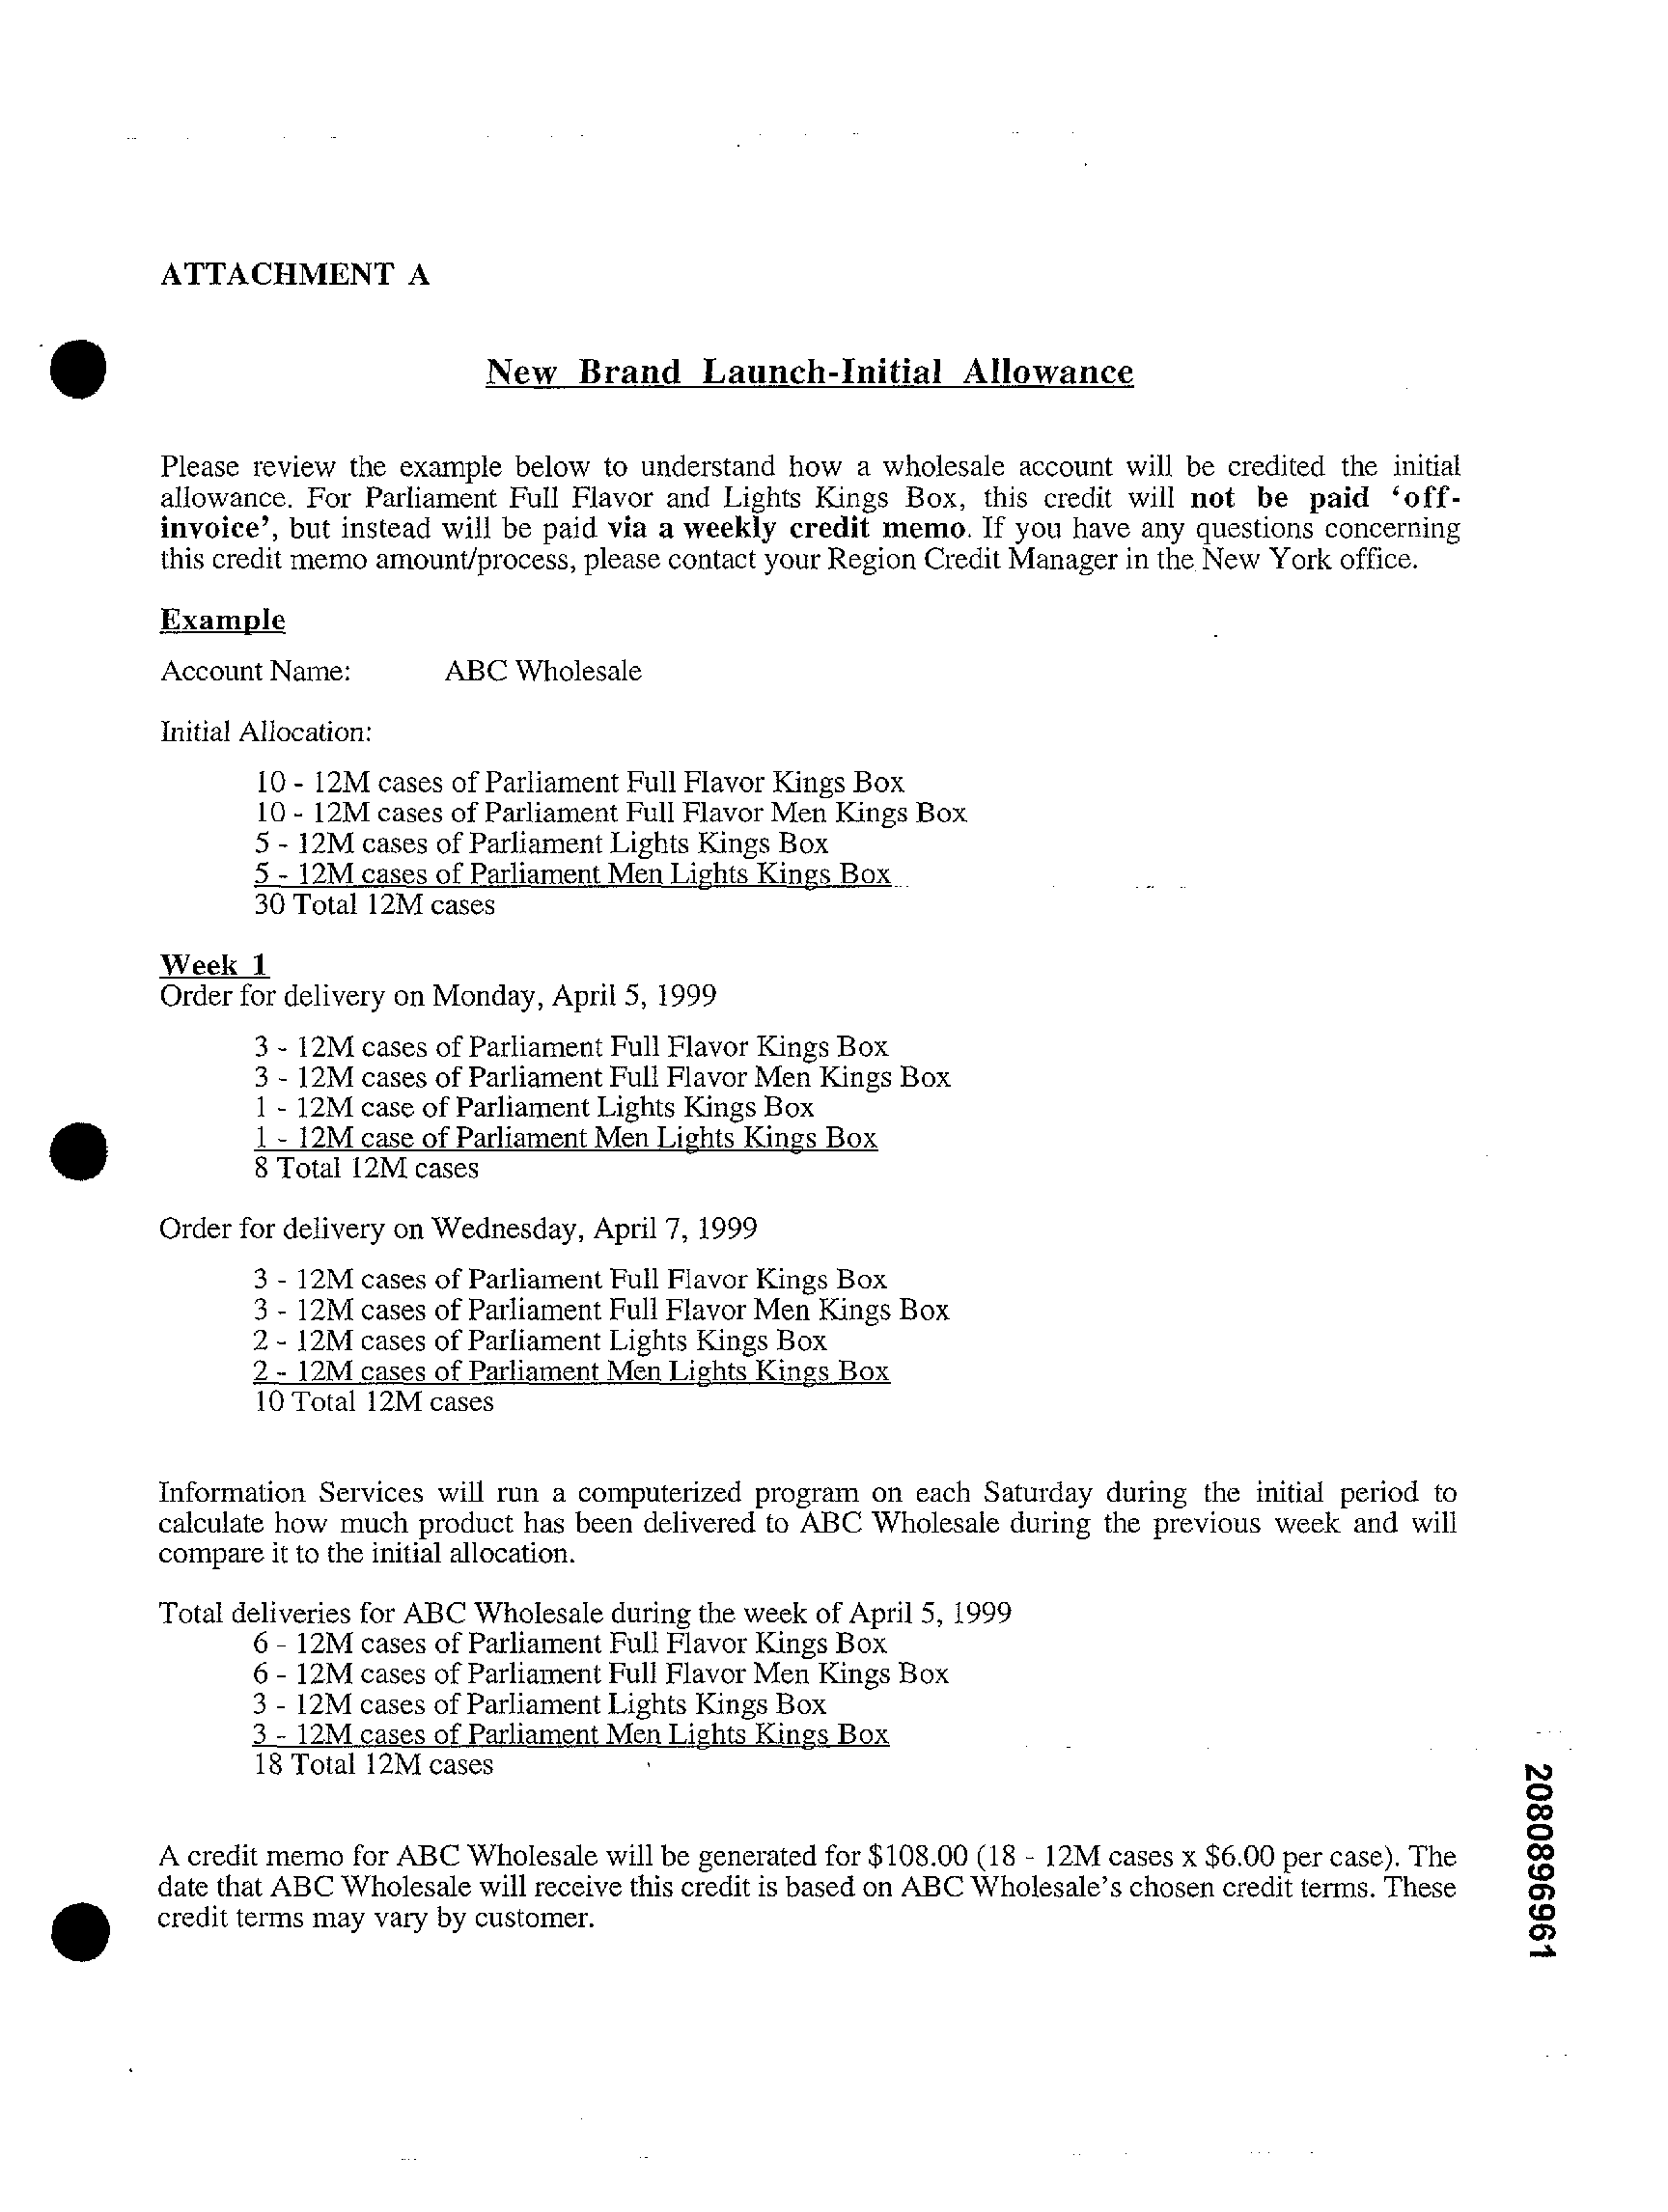 ATTACHMENT A
New Brand Launch-Initial Allowance
Please review the example below to understand how a wholesale account will be credited the initial
allowance. For Parliament Full Flavor and Lights Kings Box, this credit will not be paid ‘off-
invoice’, but instead will be paid via a weekly credit memo. If you have any questions concerning
this credit memo amount/process, please contact your Region Credit Manager in the New York office.
Example
Account Name: ABC Wholesale
Initial Allocation:
10 - 12M cases of Parliament Full Flavor Kings Box
10 - 12M cases of Parliament Full Flavor Men Kings Box
5 - 12M cases of Parliament Lights Kings Box
5 - 12M cases of Parliament Men Lights Kings Box
30 Total 12M cases
Week 1
Order for delivery on Monday, April 5, 1999
3 - 12M cases of Parliament Full Flavor Kings Box
3 - 12M cases of Parliament Full Flavor Men Kings Box
1 - 12M case of Parliament Lights Kings Box
1 - 12M case of Parliament Men Lights Kings Box
8 Total 12M cases
Order for delivery on Wednesday, April 7, 1999
3 - 12M cases of Parliament Full Flavor Kings Box
3 - 12M cases of Parliament Full Flavor Men Kings Box
2 - 12M cases of Parliament Lights Kings Box
2 - 12M cases of Parliament Men Lights Kings Box
10 Total 12M cases
Information Services will run a computerized program on each Saturday during the initial period to
calculate how much product has been delivered to ABC Wholesale during the previous week and will
compare it to the initial allocation.
Total deliveries for ABC Wholesale during the week of April 5, 1999
6 - 12M cases of Parliament Full Flavor Kings Box
6 - 12M cases of Parliament Full Flavor Men Kings Box
3 - 12M cases of Parliament Lights Kings Box
3 - 12M cases of Parliament Men Lights Kings Box
18 Total 12M cases
A credit memo for ABC Wholesale will be generated for $108.00 (18 - 12M cases x $6.00 per case). The
date that ABC Wholesale will receive this credit is based on ABC Wholesale’s chosen credit terms. These
credit terms may vary by customer.
2080896961